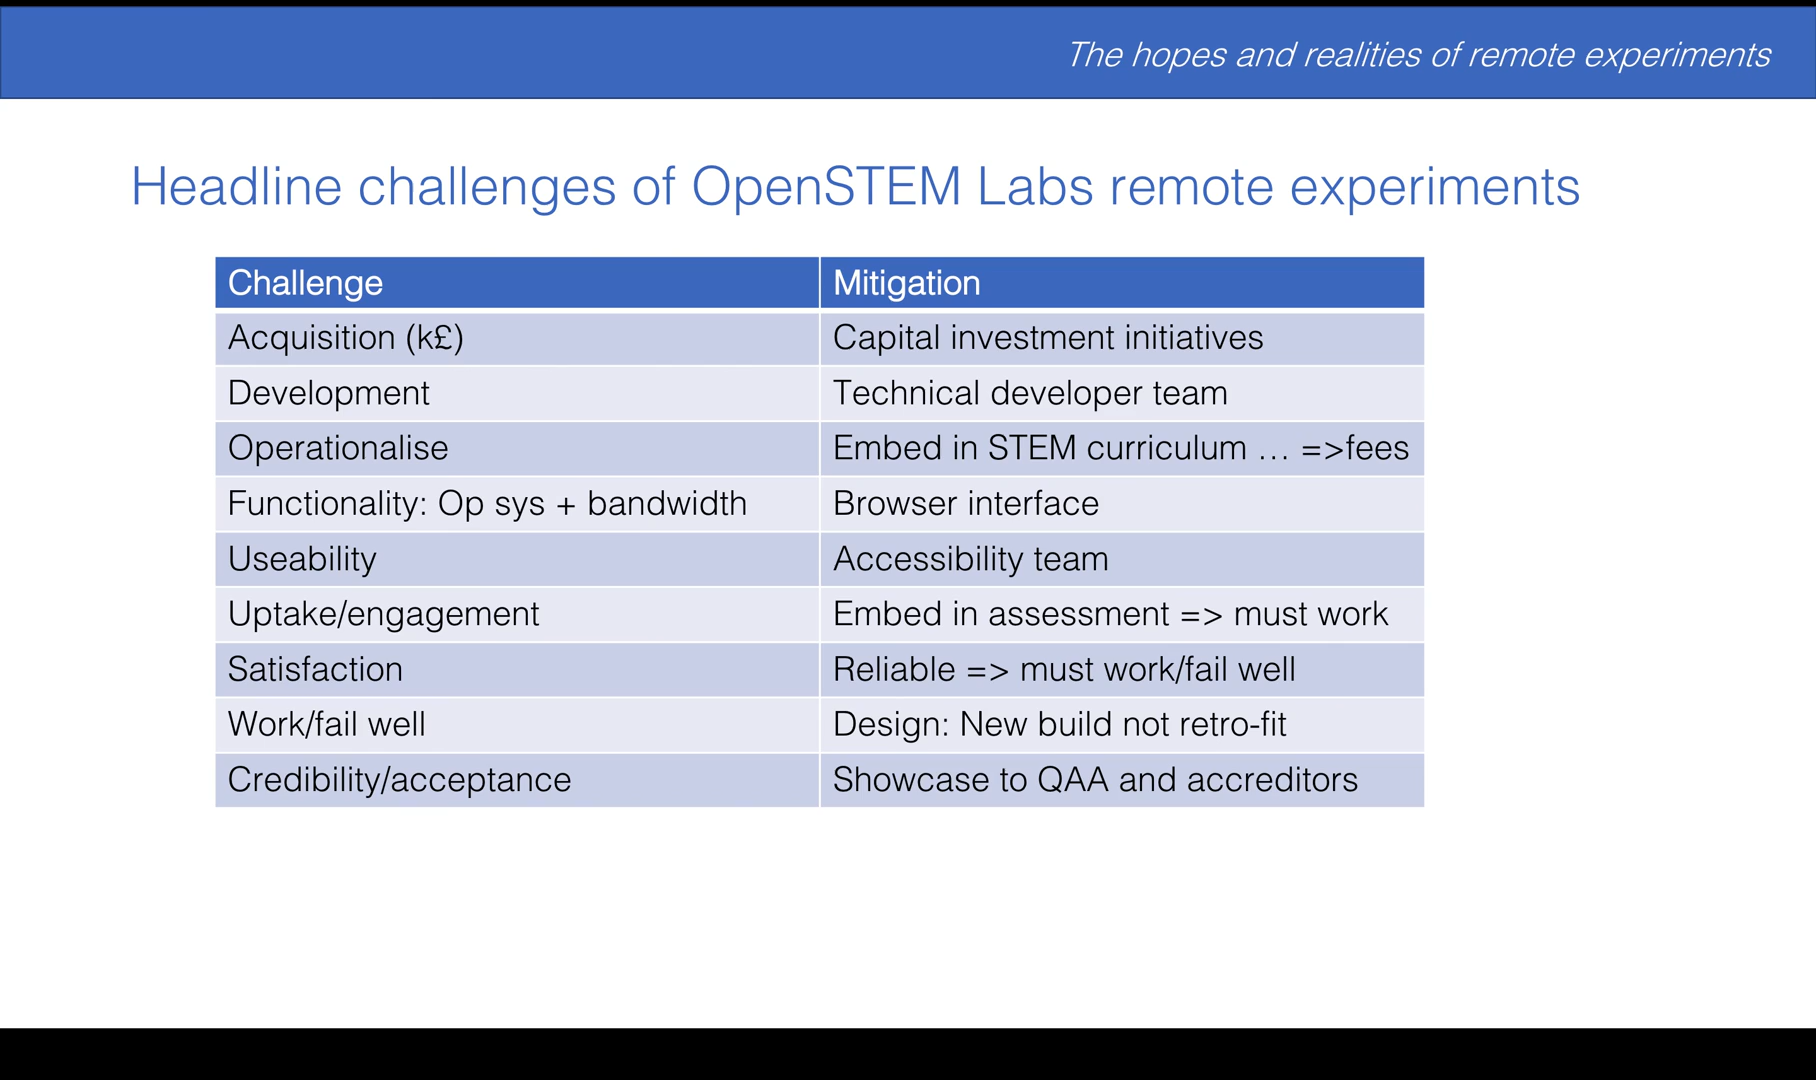 The hopes and realities of remote experiments
Headline challenges of OpenSTEM Labs remote experiments
Challenge Mitigation
Acquisition (k£) Capital investment initiatives
Development Technical developer team
Operationalise Embed in STEM curriculum … =>fees
Functionality: Op sys + bandwidth Browser interface
Useability Accessibility team
Uptake/engagement Embed in assessment => must work
Satisfaction Reliable => must work/fail well
Work/fail well Design: New build not retro-fit
Credibility/acceptance Showcase to QAA and accreditors